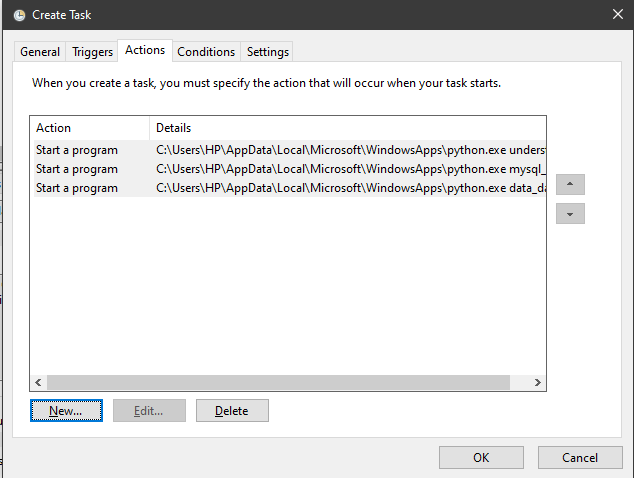 Create Task
General Triggers Actions Conditions Settings
When you create a task, you must specify the action that will occur when your task starts.
Action Details
Start a program C:\Users\HP\AppData\Local\Microsoft\WindowsApps\python.exe unders
Start a program C:\Users\HP\AppData\Local\Microsoft\WindowsApps\python.exe mysql_
Start a program C:\Users\HP\AppData\Local\Microsoft\WindowsApps\python.exe data_da
New... Edit... Delete
OK Cancel